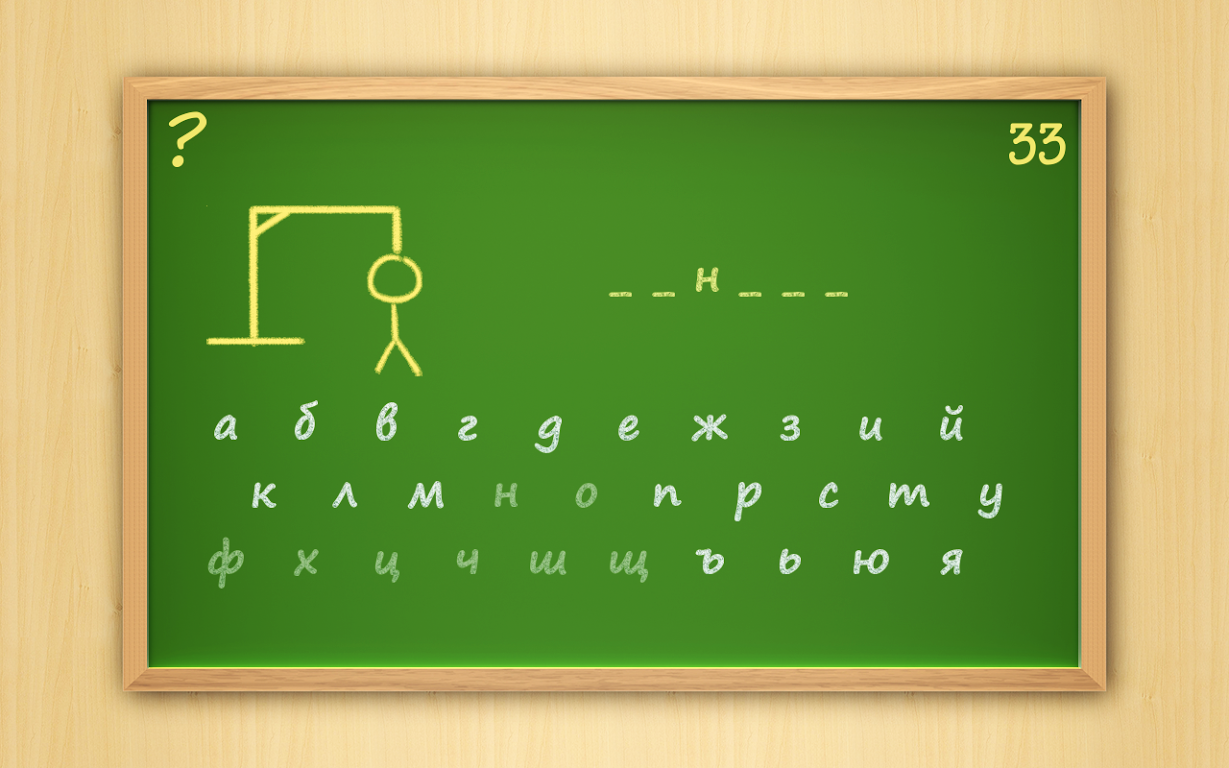 ? 33
_ _ н _ _ _
а б в г д е ж з и й
к л м н о п р с т у
ф х ц ч ш щ ъ ь ю я